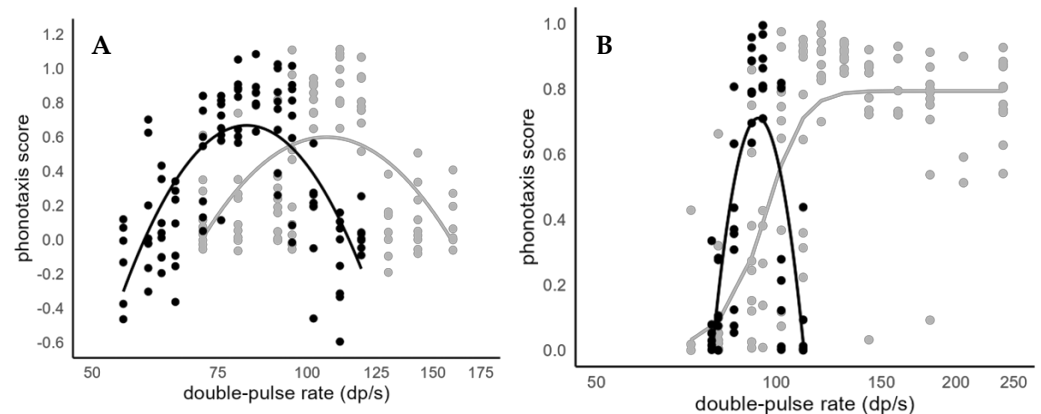 A
phonotaxis score
1.2
1.0
0.8
0.6
0.4
0.2
0.0
-0.2
-0.4
-0.6
50 75 100 125 150 175
double-pulse rate (dp/s)
B
phonotaxis score
1.0
0.8
0.6
0.4
0.2
0.0
50 100 150 200 250
double-pulse rate (dp/s)